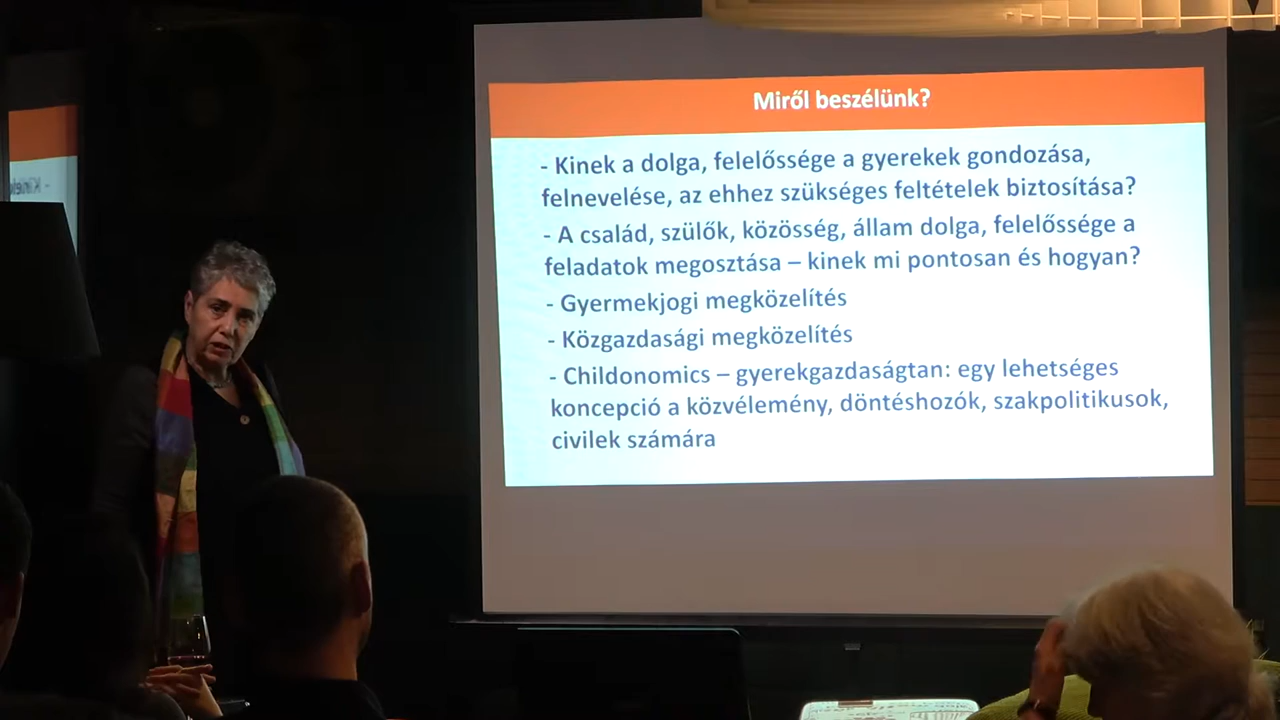 Miről beszélünk?
- Kinek a dolga, felelőssége a gyerekek gondozása,
felnevelése, az ehhez szükséges feltételek biztosítása?
- A család, szülők, közösség, állam dolga, felelőssége a
feladatok megosztása – kinek mi pontosan és hogyan?
- Gyermekjogi megközelítés
- Közgazdasági megközelítés
- Childonomics – gyerekgazdaságtan: egy lehetséges
koncepció a közvélemény, döntéshozók, szakpolitikusok,
civilek számára